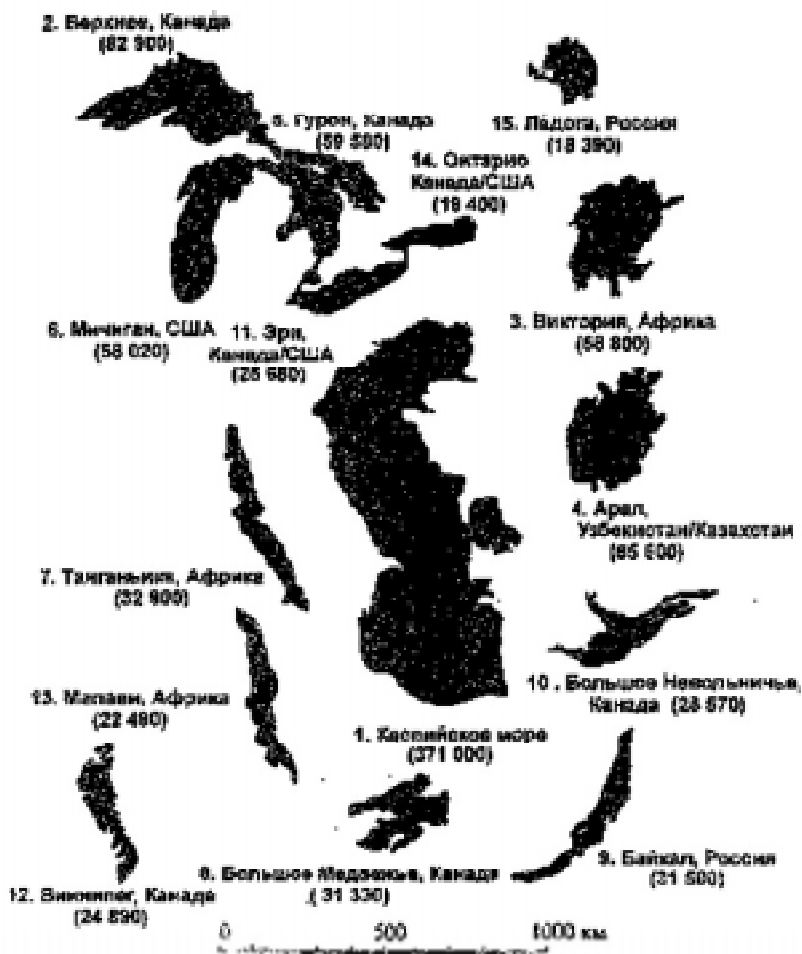 2. Верхнее, Канада
(82 900)
5. Гурон, Канада
(59 580)
14. Онтарио
Канада/США
(19 400)
15. Ладога, Россия
(18 390)
6. Мичиган, США
(58 020)
11. Эри,
Канада/США
(25 680)
3. Виктория, Африка
(68 800)
4. Арал,
Узбекистан/Казахстан
(65 500)
7. Танганьика, Африка
(32 900)
13. Малави, Африка
(22 490)
10. Большое Невольничье,
Канада (28 570)
1. Каспийское море
(371 000)
8. Большое Медвежье, Канада
(31 330)
9. Байкал, Россия
(31 500)
12. Виннипег, Канада
(24 390)
0 500 1000 км